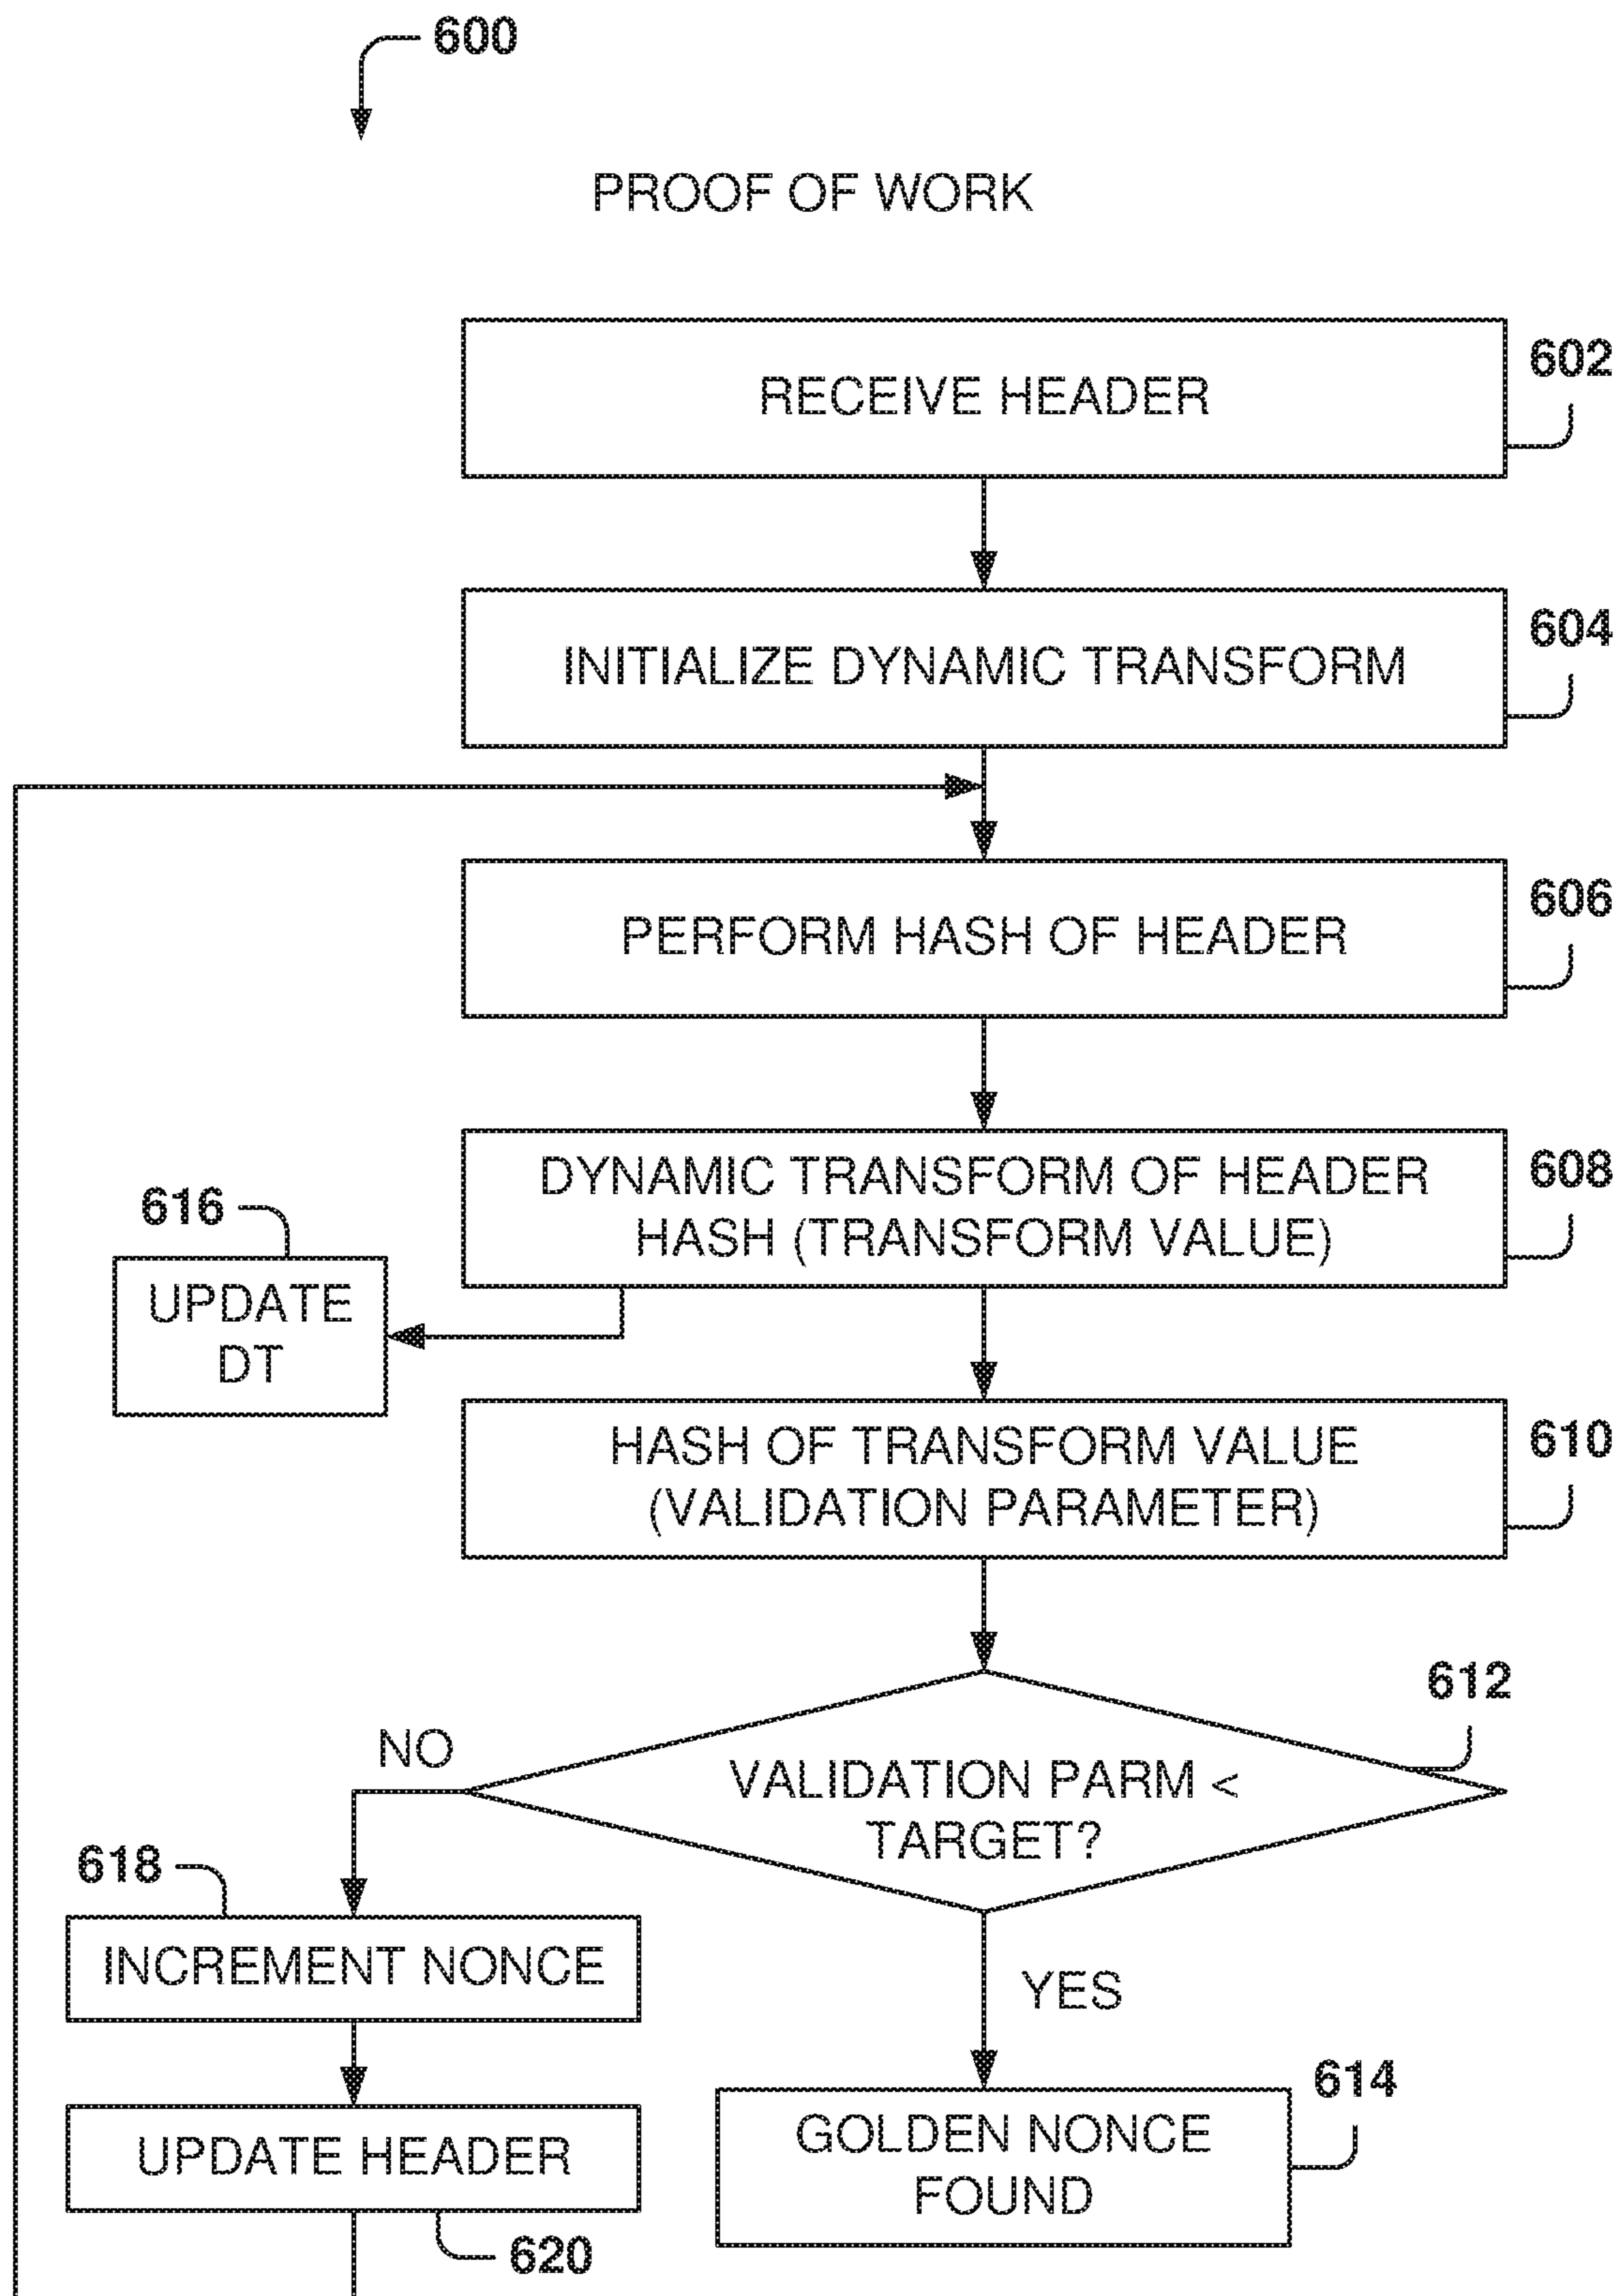 600
PROOF OF WORK
602
RECEIVE HEADER
604
INITIALIZE DYNAMIC TRANSFORM
606
PERFORM HASH OF HEADER
608
DYNAMIC TRANSFORM OF HEADER
HASH (TRANSFORM VALUE)
616
UPDATE
DT
610
HASH OF TRANSFORM VALUE
(VALIDATION PARAMETER)
612
VALIDATION PARM <
TARGET?
NO
618
INCREMENT NONCE
YES
614
UPDATE HEADER
GOLDEN NONCE
FOUND
620